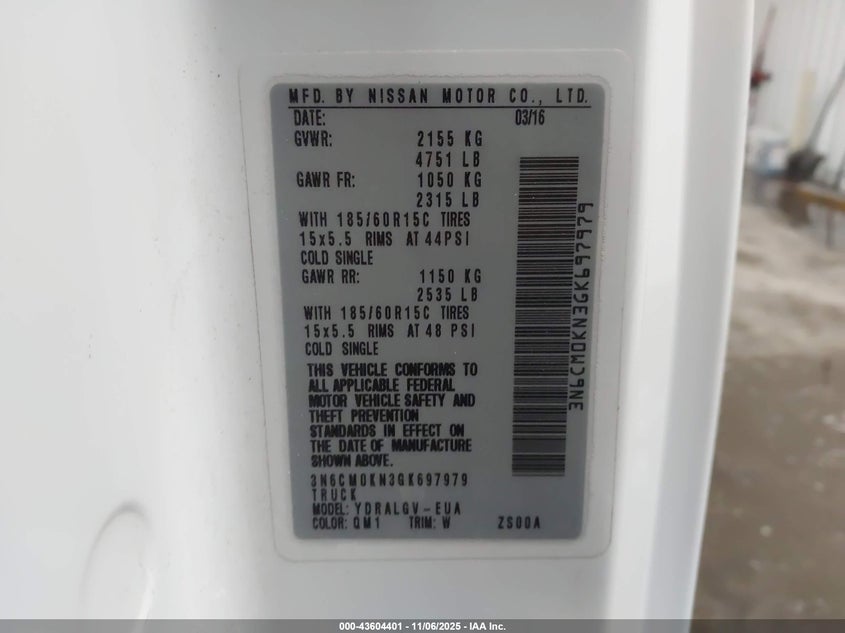 MFD. BY NISSAN MOTOR CO., LTD.
DATE: 03/16
GVWR: 2155 KG
4751 LB
GAWR FR: 1050 KG
2315 LB
WITH 185/60R15C TIRES
15x5.5 RIMS AT 44PSI
COLD SINGLE
GAWR RR: 1150 KG
2535 LB
WITH 185/60R15C TIRES
15x5.5 RIMS AT 48 PSI
COLD SINGLE
THIS VEHICLE CONFORMS TO
ALL APPLICABLE FEDERAL
MOTOR VEHICLE SAFETY AND
THEFT PREVENTION
STANDARDS IN EFFECT ON
THE DATE OF MANUFACTURE
SHOWN ABOVE.
3N6CM0KN3GK697979
TRUCK
MODEL: YDRALGV-EUA
COLOR: QM1 TRIM: W ZS00A
3N6CM0KN3GK697979
000-43604401 - 11/06/2025 - IAA Inc.